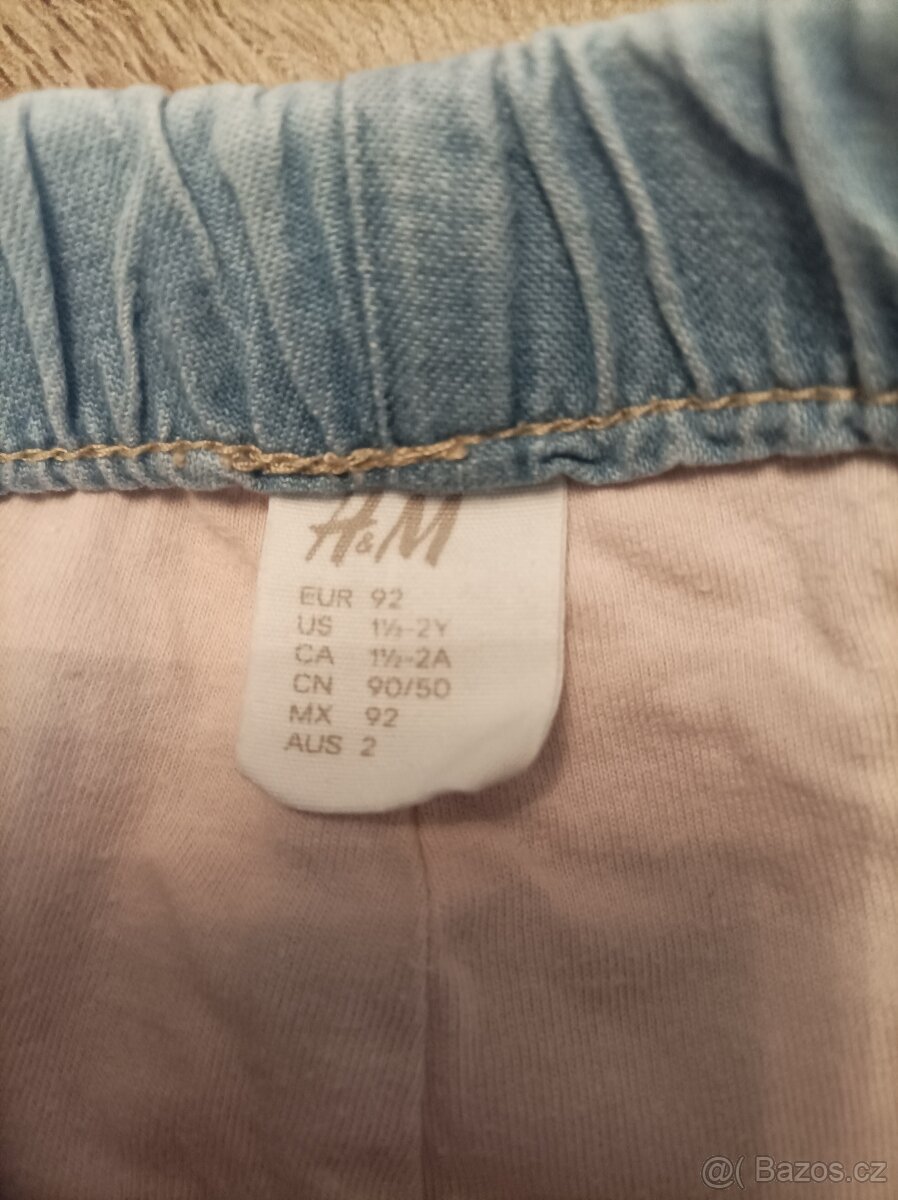 H&M
EUR 92
US 1½-2Y
CA 1½-2A
CN 90/50
MX 92
AUS 2
@( Bazos.cz